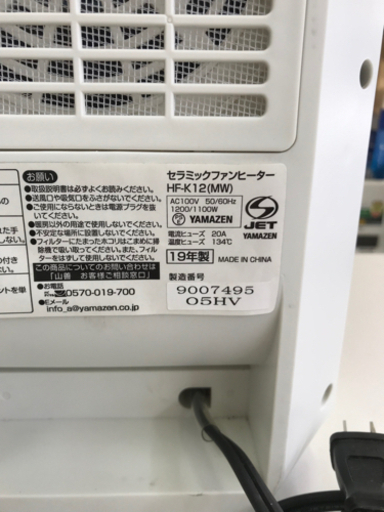 お願い
●取扱説明書は必ずよくお読みください。
●送風口や吸気口をふさがないでください。
●ご使用にならないときは電源プラグを抜いてください。
●暖房以外の用途で使用しないでください。
●不安定な場所に設置しないでください。
●フィルターにたまったホコリはこまめに掃除機で吸い取ってください。また、フィルターをはずして使用しないでください。
この商品についてのお問い合わせは
「山善 お客様ご相談窓口」
●お電話
0570-019-700
●Eメール
info_s@yamazen.co.jp
セラミックファンヒーター
HF-K12(MW)
AC100V 50/60Hz
1200/1100W
YAMAZEN
電流ヒューズ 20A
温度ヒューズ 134℃
19年製 MADE IN CHINA
JET
YAMAZEN
製造番号
9007495
05HV